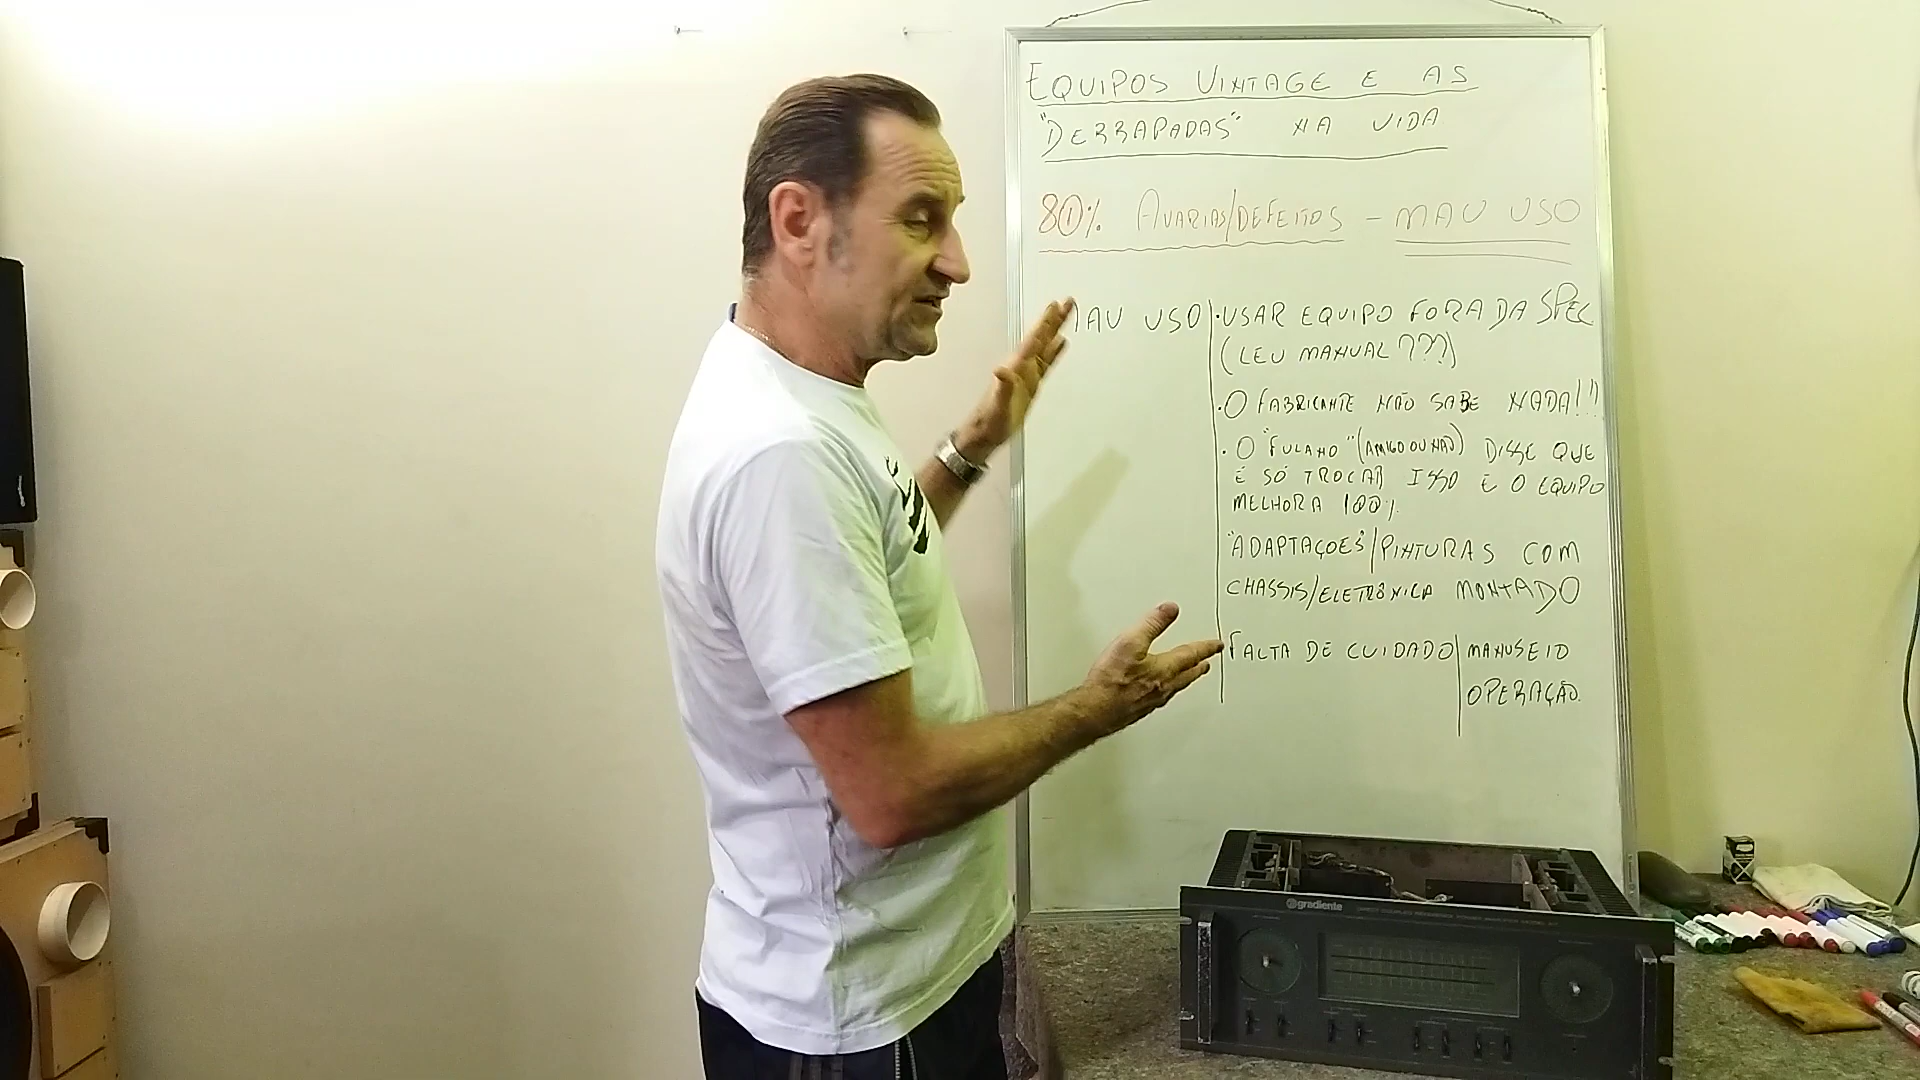 EQUIPOS VINTAGE E AS
"DERRAPADAS" NA VIDA
80% AVARIAS/DEFEITOS - MAU USO
MAU USO
·USAR EQUIPO FORA DA SPEC
(LEU MANUAL ???)
·O FABRICANTE NÃO SABE NADA!!!
·O "FULANO" (AMIGO OU NÃO) DISSE QUE
É SÓ TROCAR ISSO E O EQUIPO
MELHORA 100%.
"ADAPTAÇOES"/PINTURAS COM
CHASSIS/ELETRÔNICA MONTADO
FALTA DE CUIDADO
MANUSEIO
OPERAÇÃO.
gradiente